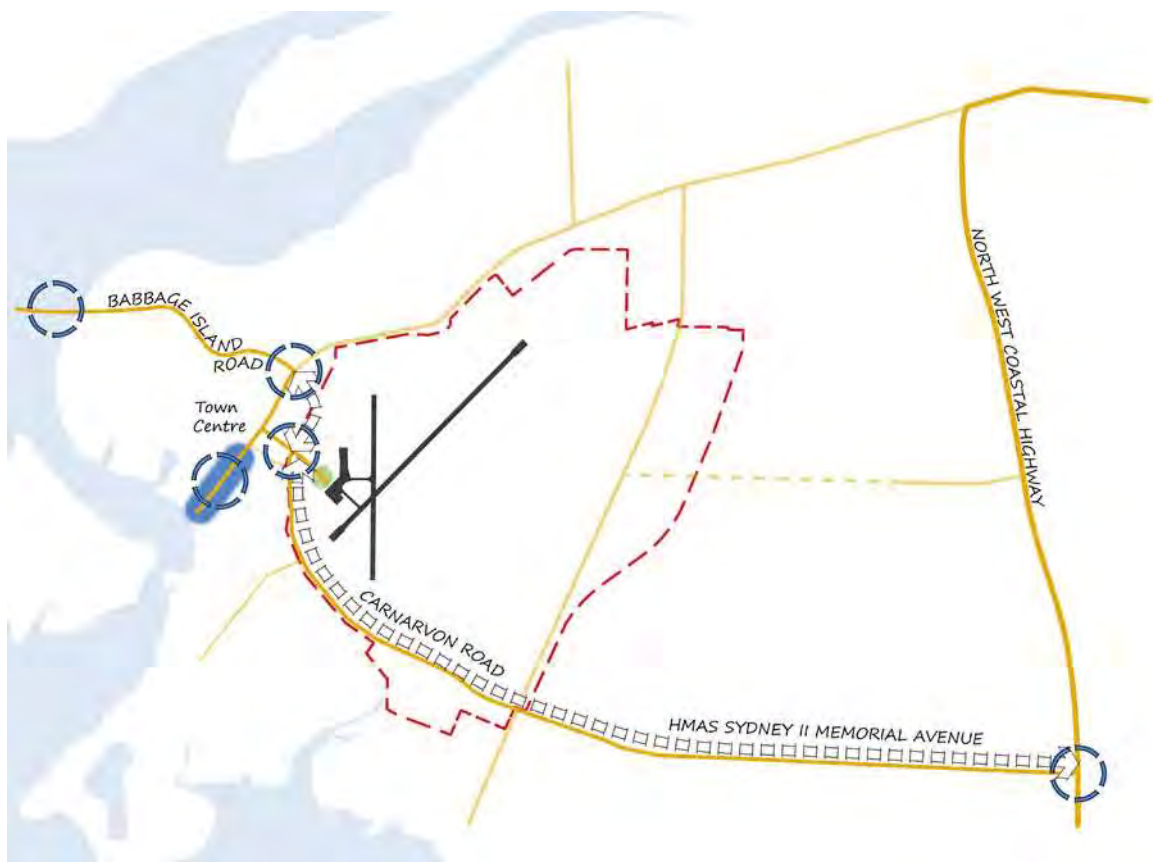 BABBAGE ISLAND
ROAD
Town
Centre
NORTH WEST COASTAL HIGHWAY
CARNARVON ROAD
HMAS SYDNEY II MEMORIAL AVENUE